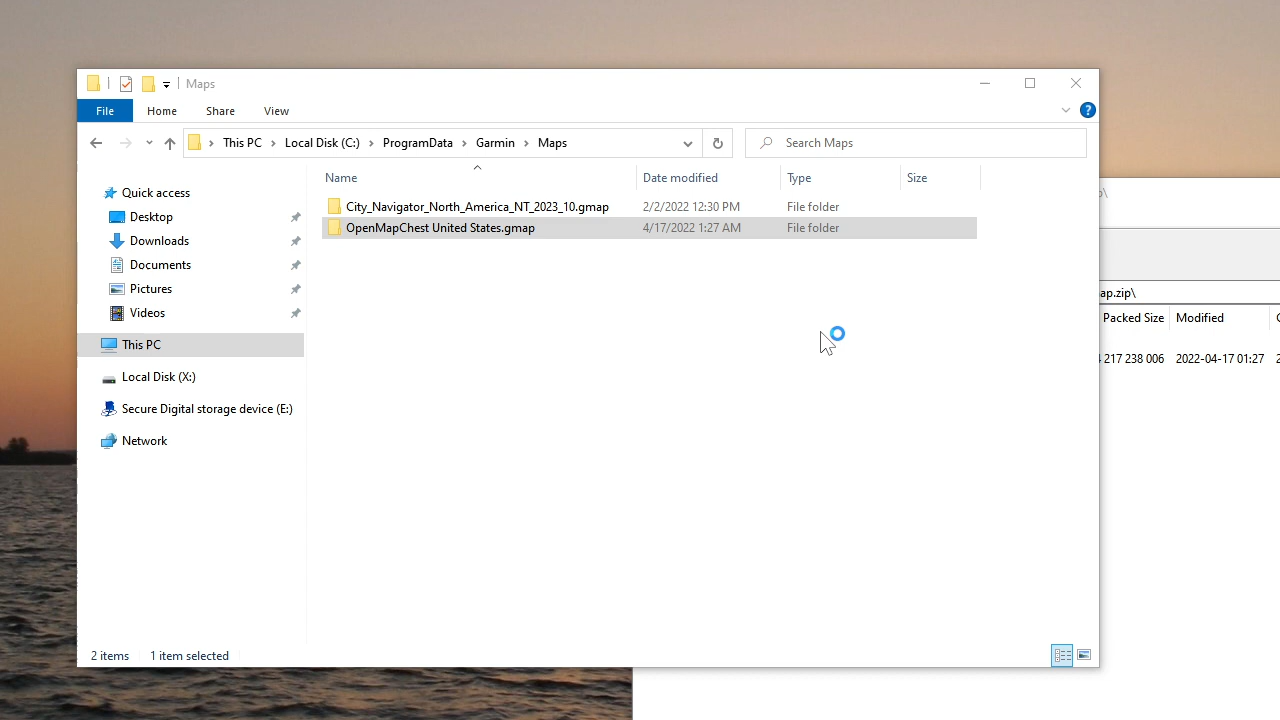 Maps
File Home Share View
This PC Local Disk (C:) ProgramData Garmin Maps
Search Maps
Name Date modified Type Size
City_Navigator_North_America_NT_2023_10.gmap 2/2/2022 12:30 PM File folder
OpenMapChest United States.gmap 4/17/2022 1:27 AM File folder
Quick access
Desktop
Downloads
Documents
Pictures
Videos
This PC
Local Disk (X:)
Secure Digital storage device (E:)
Network
2 items 1 item selected
p\
ap.zip\
Packed Size Modified
217 238 006 2022-04-17 01:27